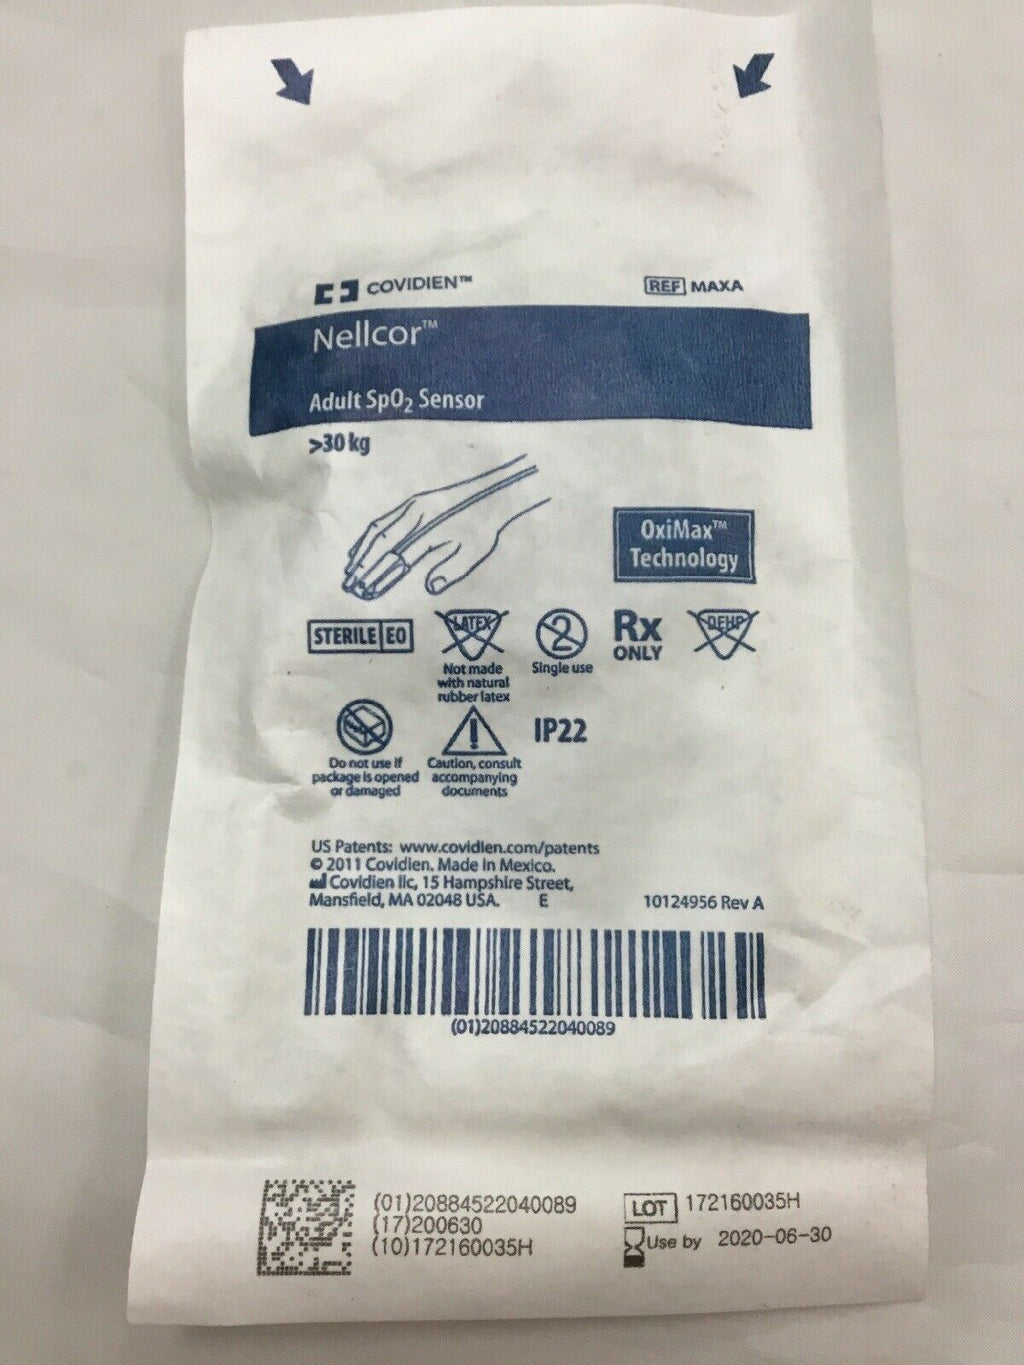 COVIDIEN™
REF MAXA
Nellcor™
Adult SpO₂ Sensor
>30 kg
OxiMax™
Technology
STERILE EO
LATEX
Not made
with natural
rubber latex
2
Single use
Rx
ONLY
DEHP
Do not use if
package is opened
or damaged
!
Caution, consult
accompanying
documents
IP22
US Patents: www.covidien.com/patents
© 2011 Covidien. Made in Mexico.
Covidien llc, 15 Hampshire Street,
Mansfield, MA 02048 USA. E
10124956 Rev A
(01)20884522040089
(01)20884522040089
(17)200630
(10)172160035H
LOT 172160035H
Use by 2020-06-30